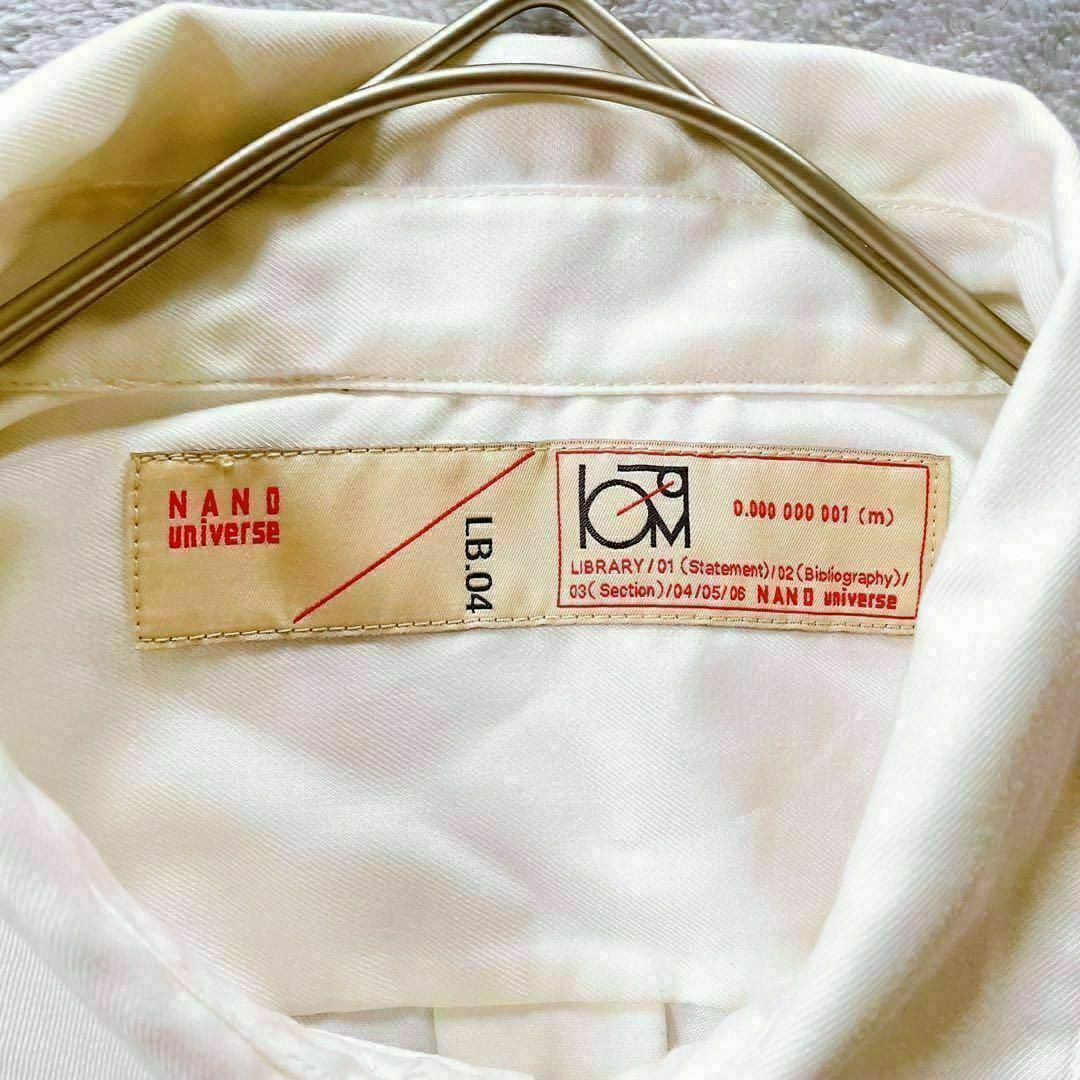 NANO
universe
LB.04
0.000 000 001 (m)
LIBRARY/01 (Statement)/02 (Bibliography)/
03( Section)/04/05/06 NANO universe